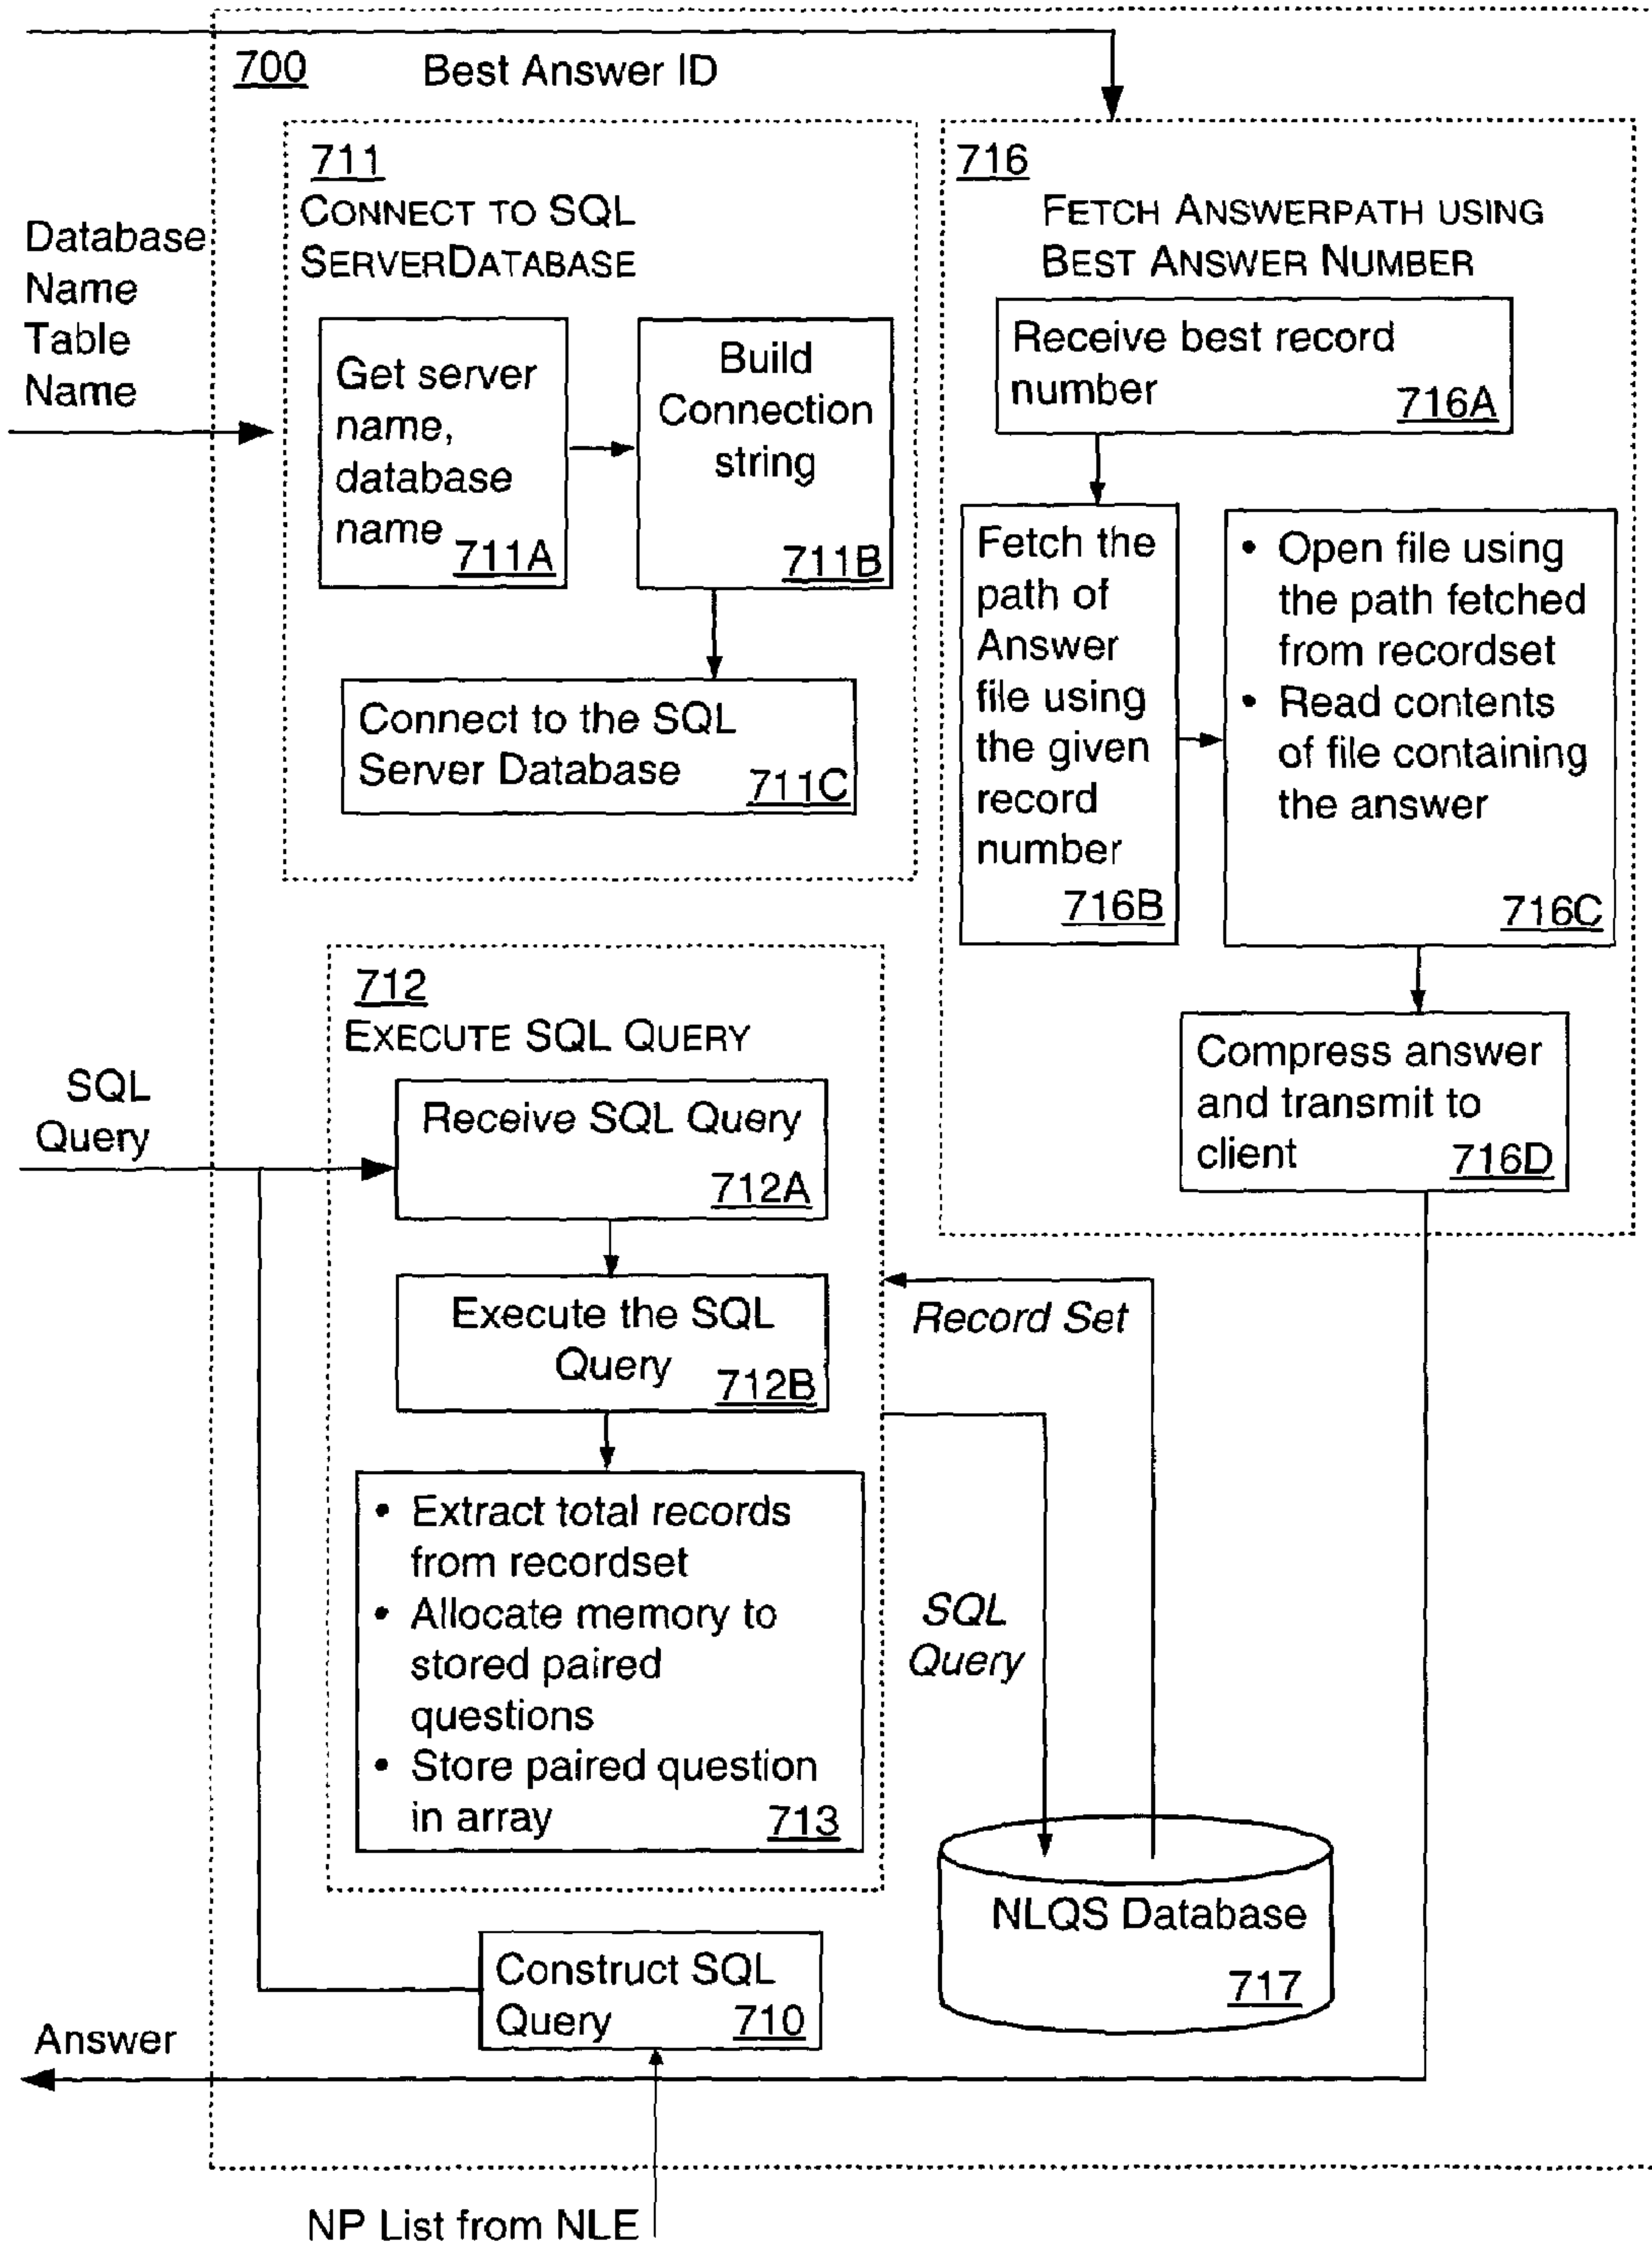 700
Best Answer ID
Database
Name
Table
Name
711
CONNECT TO SQL
SERVERDATABASE
Get server
name,
database
name
711A
Build
Connection
string
711B
Connect to the SQL
Server Database
711C
716
FETCH ANSWERPATH USING
BEST ANSWER NUMBER
Receive best record
number
716A
Fetch the
path of
Answer
file using
the given
record
number
716B
• Open file using
the path fetched
from recordset
• Read contents
of file containing
the answer
716C
Compress answer
and transmit to
client
716D
SQL
Query
712
EXECUTE SQL QUERY
Receive SQL Query
712A
Execute the SQL
Query
712B
• Extract total records
from recordset
• Allocate memory to
stored paired
questions
• Store paired question
in array
713
Record Set
SQL
Query
NLQS Database
717
Construct SQL
Query
710
Answer
NP List from NLE